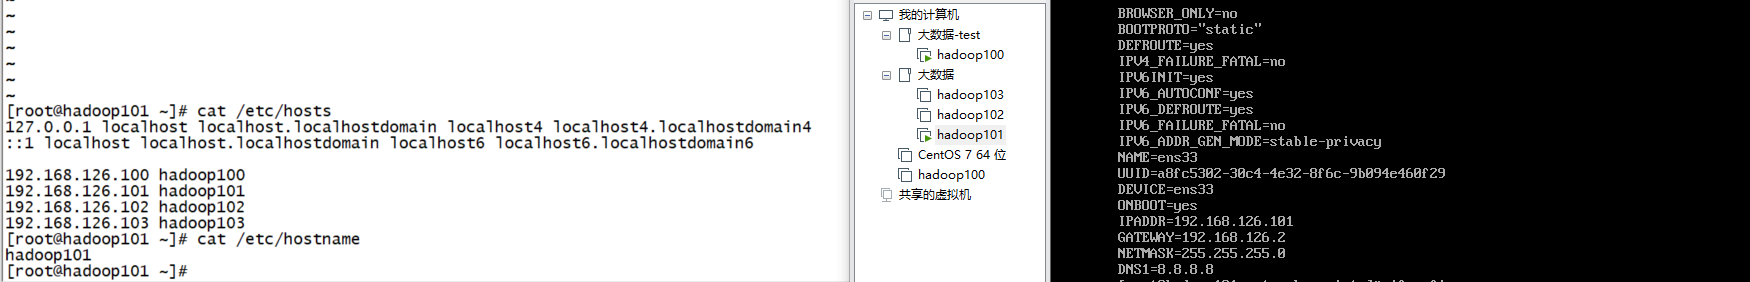 ~
~
~
~
~
~
~
[root@hadoop101 ~]# cat /etc/hosts
127.0.0.1 localhost localhost.localdomain localhost4 localhost4.localdomain4
::1 localhost localhost.localdomain localhost6 localhost6.localdomain6
192.168.126.100 hadoop100
192.168.126.101 hadoop101
192.168.126.102 hadoop102
192.168.126.103 hadoop103
[root@hadoop101 ~]# cat /etc/hostname
hadoop101
[root@hadoop101 ~]#
我的计算机
大数据-test
hadoop100
大数据
hadoop103
hadoop102
hadoop101
CentOS 7 64 位
hadoop100
共享的虚拟机
BROWSER_ONLY=no
BOOTPROTO="static"
DEFROUTE=yes
IPV4_FAILURE_FATAL=no
IPV6INIT=yes
IPV6_AUTOCONF=yes
IPV6_DEFROUTE=yes
IPV6_FAILURE_FATAL=no
IPV6_ADDR_GEN_MODE=stable-privacy
NAME=ens33
UUID=a8fc5302-30c4-4e32-8f6c-9b094e460f29
DEVICE=ens33
ONBOOT=yes
IPADDR=192.168.126.101
GATEWAY=192.168.126.2
NETMASK=255.255.255.0
DNS1=8.8.8.8